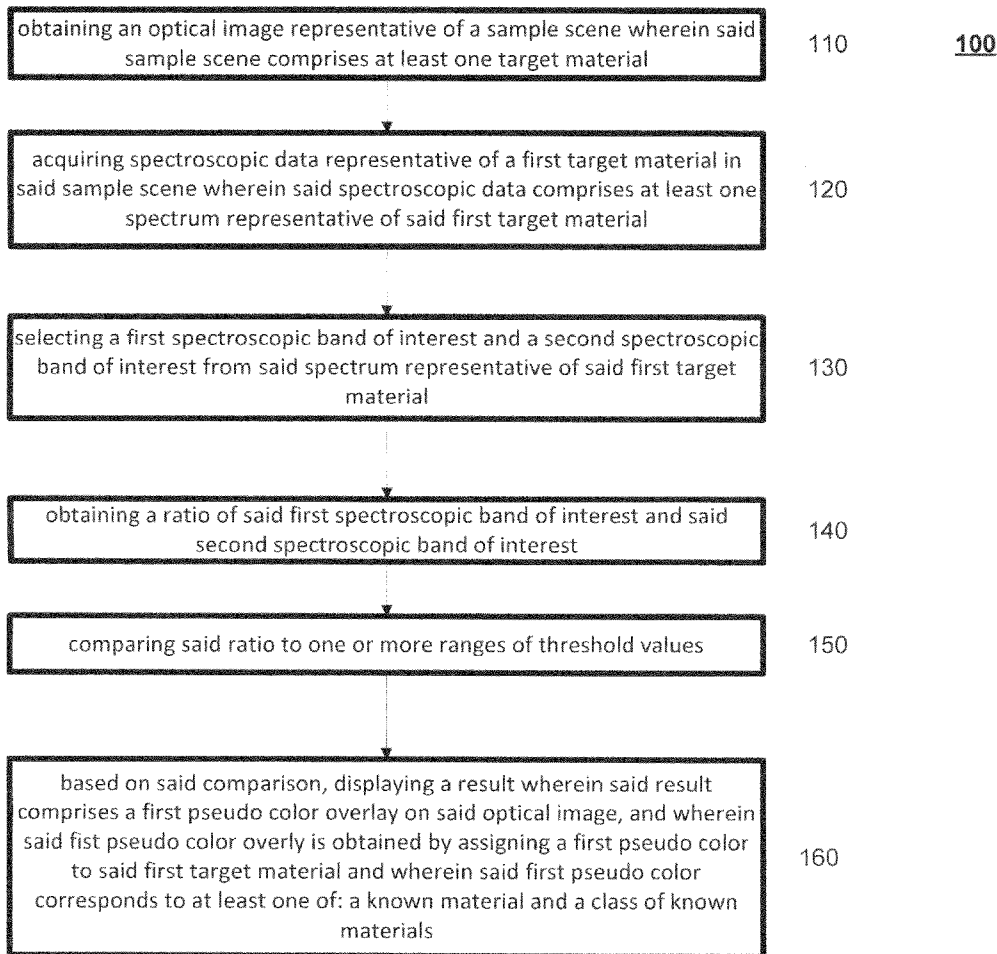 obtaining an optical image representative of a sample scene wherein said
sample scene comprises at least one target material
110
100
acquiring spectroscopic data representative of a first target material in
said sample scene wherein said spectroscopic data comprises at least one
spectrum representative of said first target material
120
selecting a first spectroscopic band of interest and a second spectroscopic
band of interest from said spectrum representative of said first target
material
130
obtaining a ratio of said first spectroscopic band of interest and said
second spectroscopic band of interest
140
comparing said ratio to one or more ranges of threshold values
150
based on said comparison, displaying a result wherein said result
comprises a first pseudo color overlay on said optical image, and wherein
said fist pseudo color overly is obtained by assigning a first pseudo color
to said first target material and wherein said first pseudo color
corresponds to at least one of: a known material and a class of known
materials
160